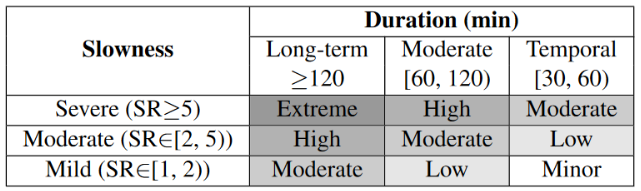 Slowness
Duration (min)
Long-term Moderate Temporal
≥120 [60, 120) [30, 60)
Severe (SR≥5) Extreme High Moderate
Moderate (SR∈[2, 5)) High Moderate Low
Mild (SR∈[1, 2)) Moderate Low Minor